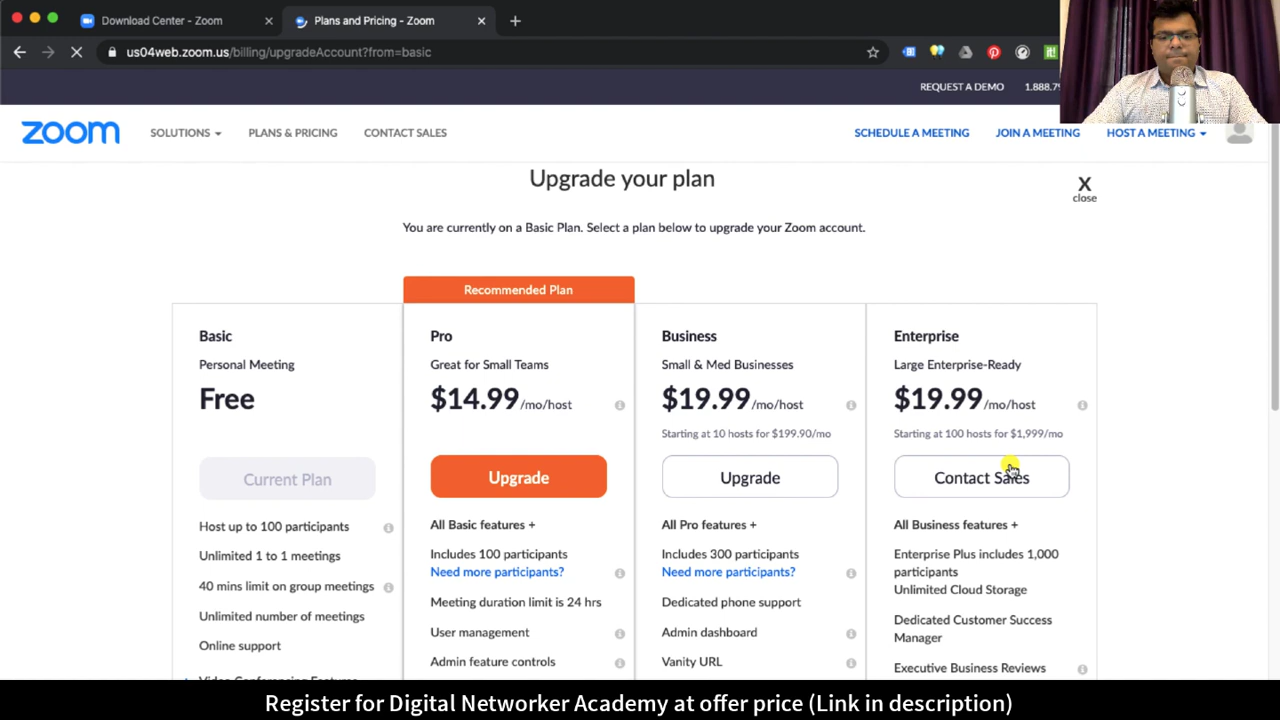 Download Center - Zoom
Plans and Pricing - Zoom
us04web.zoom.us/billing/upgradeAccount?from=basic
REQUEST A DEMO 1.888.79
zoom SOLUTIONS PLANS & PRICING CONTACT SALES SCHEDULE A MEETING JOIN A MEETING HOST A MEETING
Upgrade your plan
X
close
You are currently on a Basic Plan. Select a plan below to upgrade your Zoom account.
Recommended Plan
Basic
Personal Meeting
Free
Current Plan
Host up to 100 participants
Unlimited 1 to 1 meetings
40 mins limit on group meetings
Unlimited number of meetings
Online support
Pro
Great for Small Teams
$14.99/mo/host
Upgrade
All Basic features +
Includes 100 participants
Need more participants?
Meeting duration limit is 24 hrs
User management
Admin feature controls
Business
Small & Med Businesses
$19.99/mo/host
Starting at 10 hosts for $199.90/mo
Upgrade
All Pro features +
Includes 300 participants
Need more participants?
Dedicated phone support
Admin dashboard
Vanity URL
Enterprise
Large Enterprise-Ready
$19.99/mo/host
Starting at 100 hosts for $1,999/mo
Contact Sales
All Business features +
Enterprise Plus includes 1,000
participants
Unlimited Cloud Storage
Dedicated Customer Success
Manager
Executive Business Reviews
Register for Digital Networker Academy at offer price (Link in description)